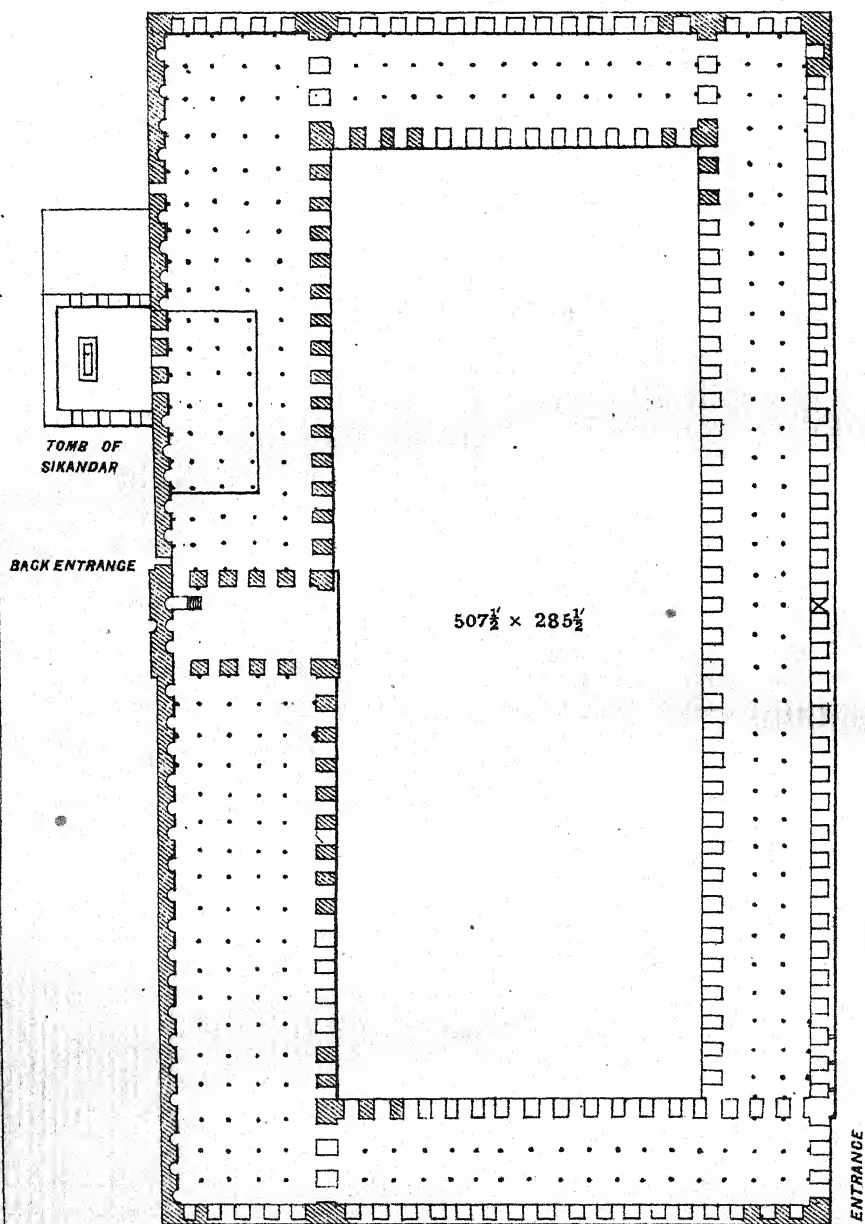 TOMB OF
SIKANDAR
BACK ENTRANCE
507½' × 285½'
ENTRANCE